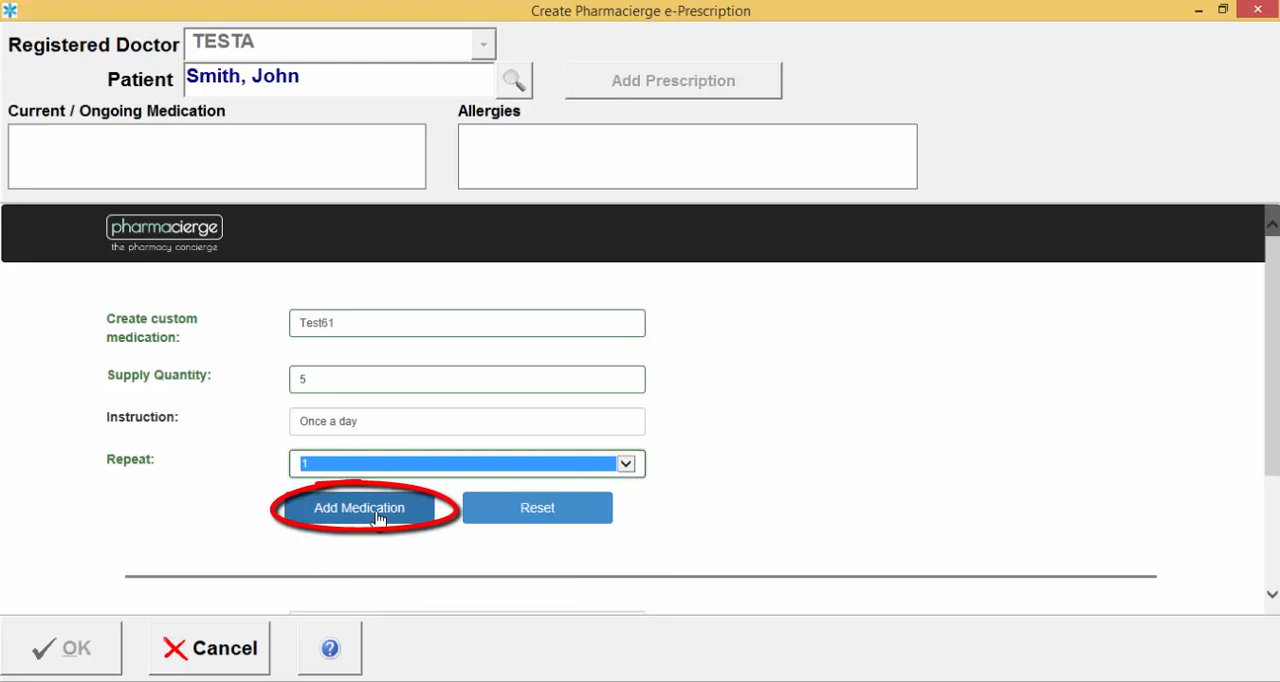 Create Pharmacierge e-Prescription
Registered Doctor TESTA
Patient Smith, John Add Prescription
Current / Ongoing Medication Allergies
pharmacierge
the pharmacy concierge
Create custom
medication: Test61
Supply Quantity: 5
Instruction: Once a day
Repeat: 1
Add Medication Reset
OK Cancel ?